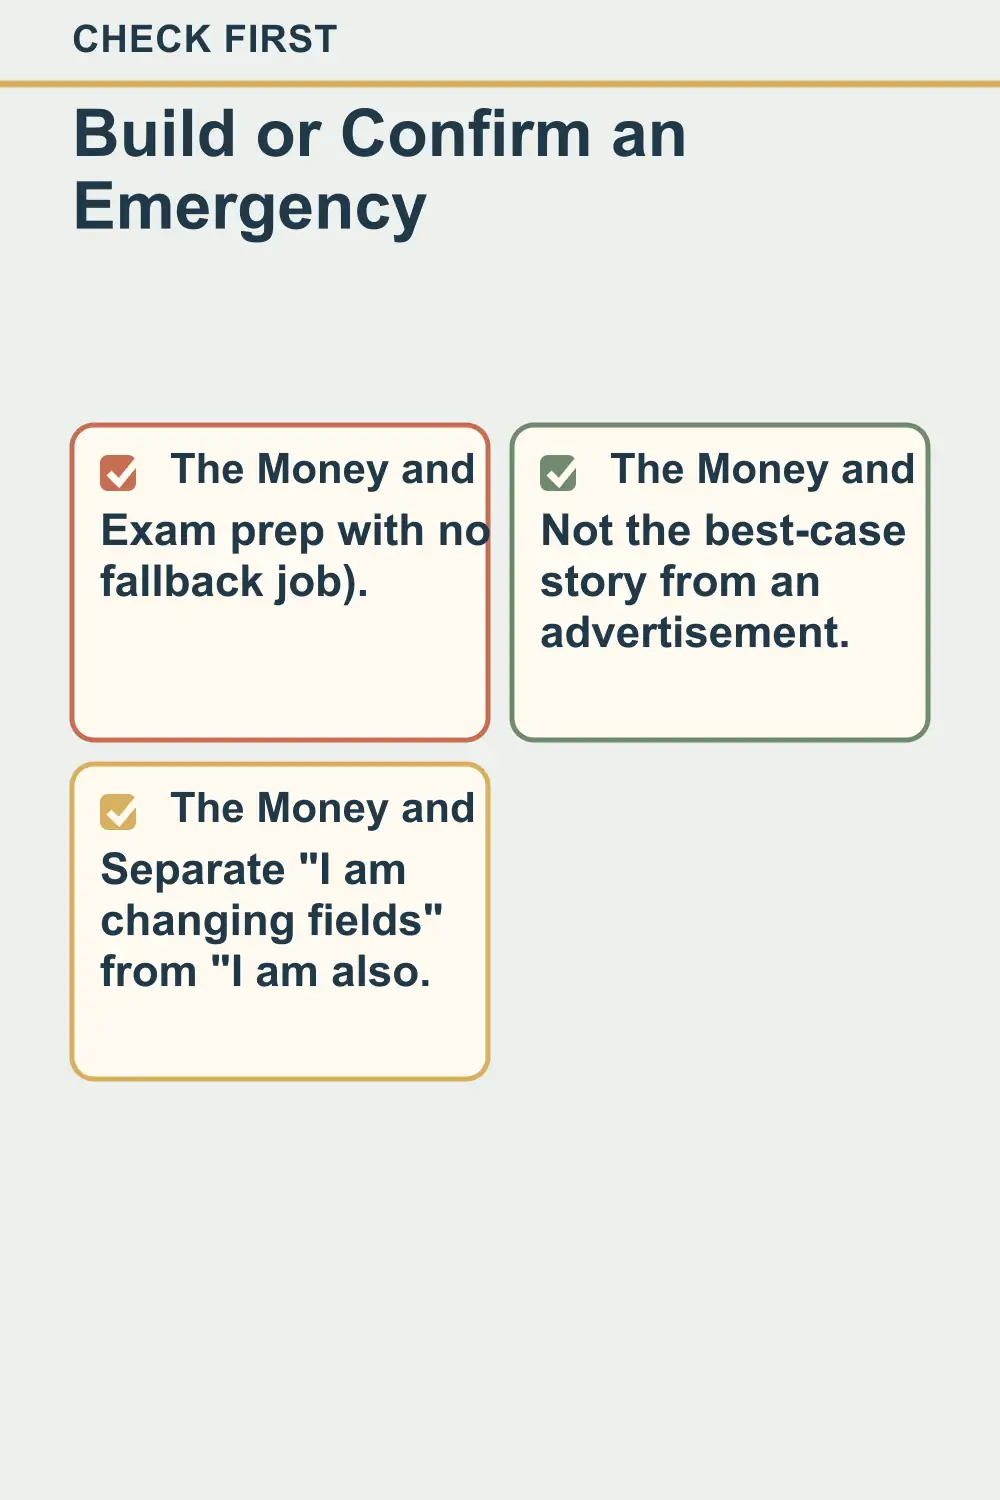 CHECK FIRST
Build or Confirm an
Emergency
The Money and
Exam prep with no
fallback job).
The Money and
Not the best-case
story from an
advertisement.
The Money and
Separate "I am
changing fields"
from "I am also.